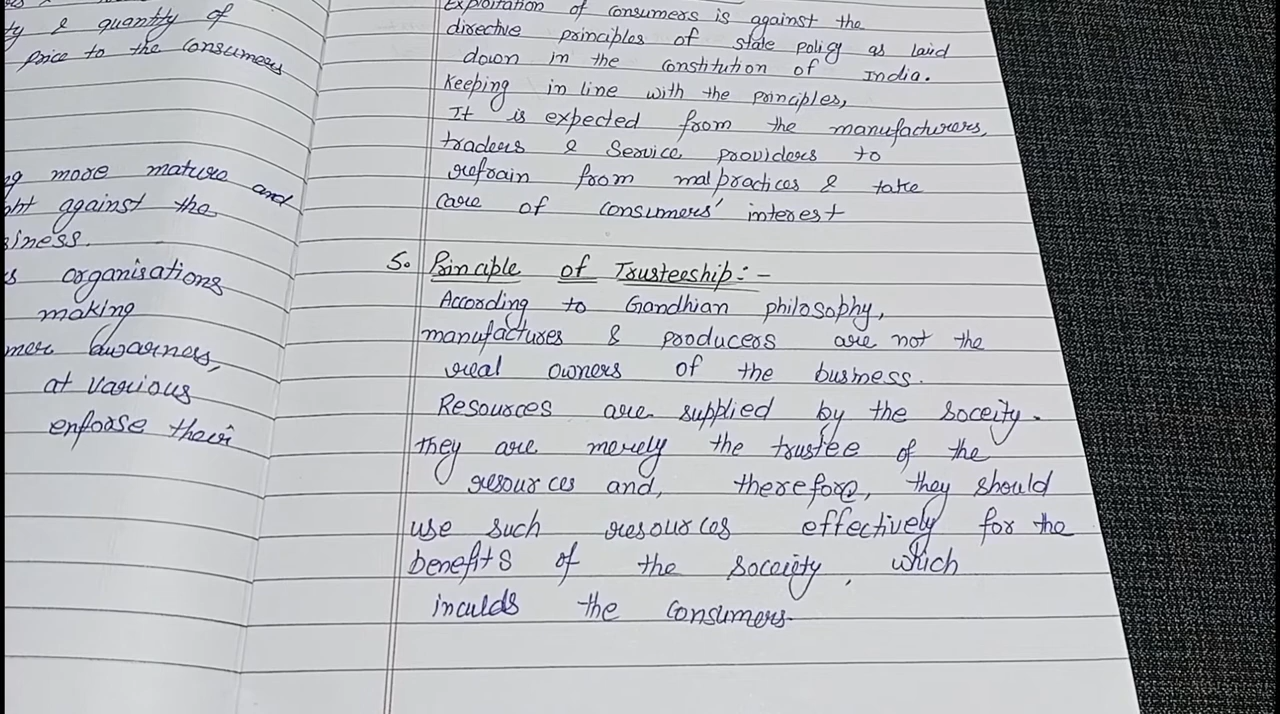 ty & quantity of
price to the consumers
more mature and
against the
organisations
making
awarness,
at various
enforse their
Exploitation of consumers is against the
directive principles of state policy as laid
down in the constitution of India.
Keeping in line with the principles,
It is expected from the manufacturers,
traders & Service providers to
refrain from malpractices & take
care of consumers' interest
5. Principle of Trusteeship:-
According to Gandhian philosophy,
manufactures & producers are not the
real owners of the business.
Resources are supplied by the soceity.
they are merely the trustee of the
resources and, therefore, they should
use such resources effectively for the
benefits of the soceiety, which
inculds the consumers.